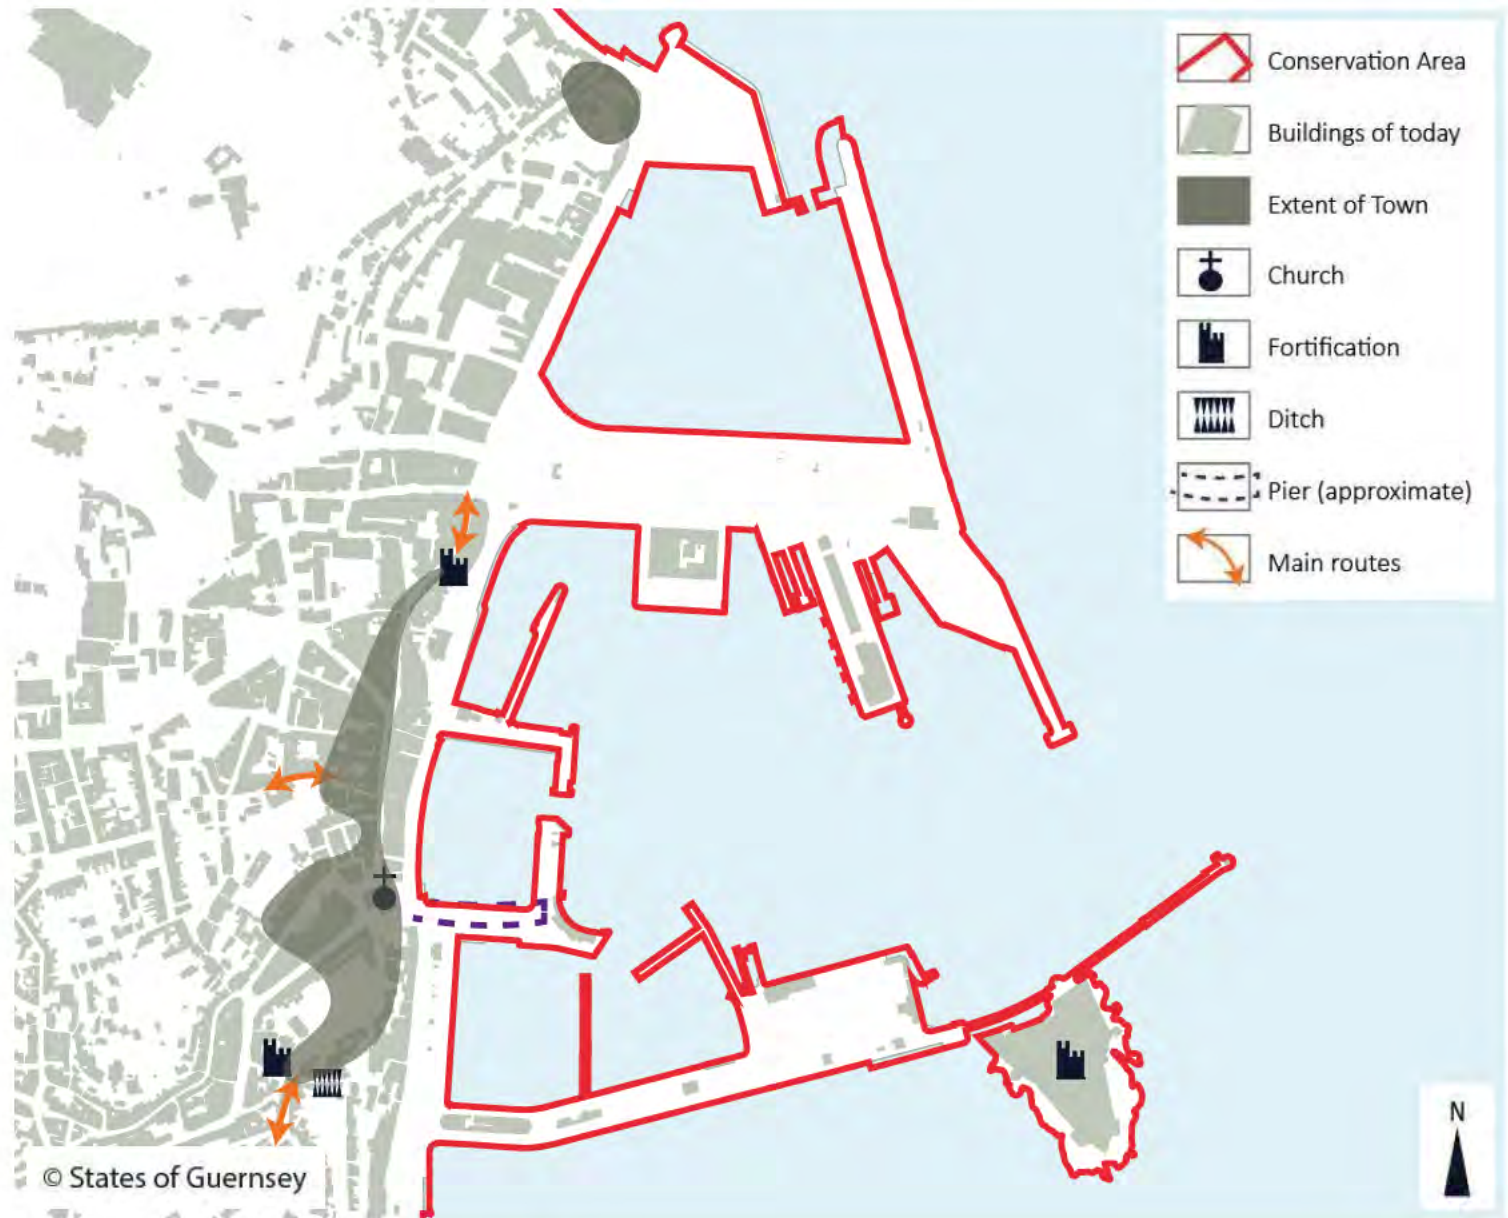 Conservation Area
Buildings of today
Extent of Town
Church
Fortification
Ditch
Pier (approximate)
Main routes
N
© States of Guernsey